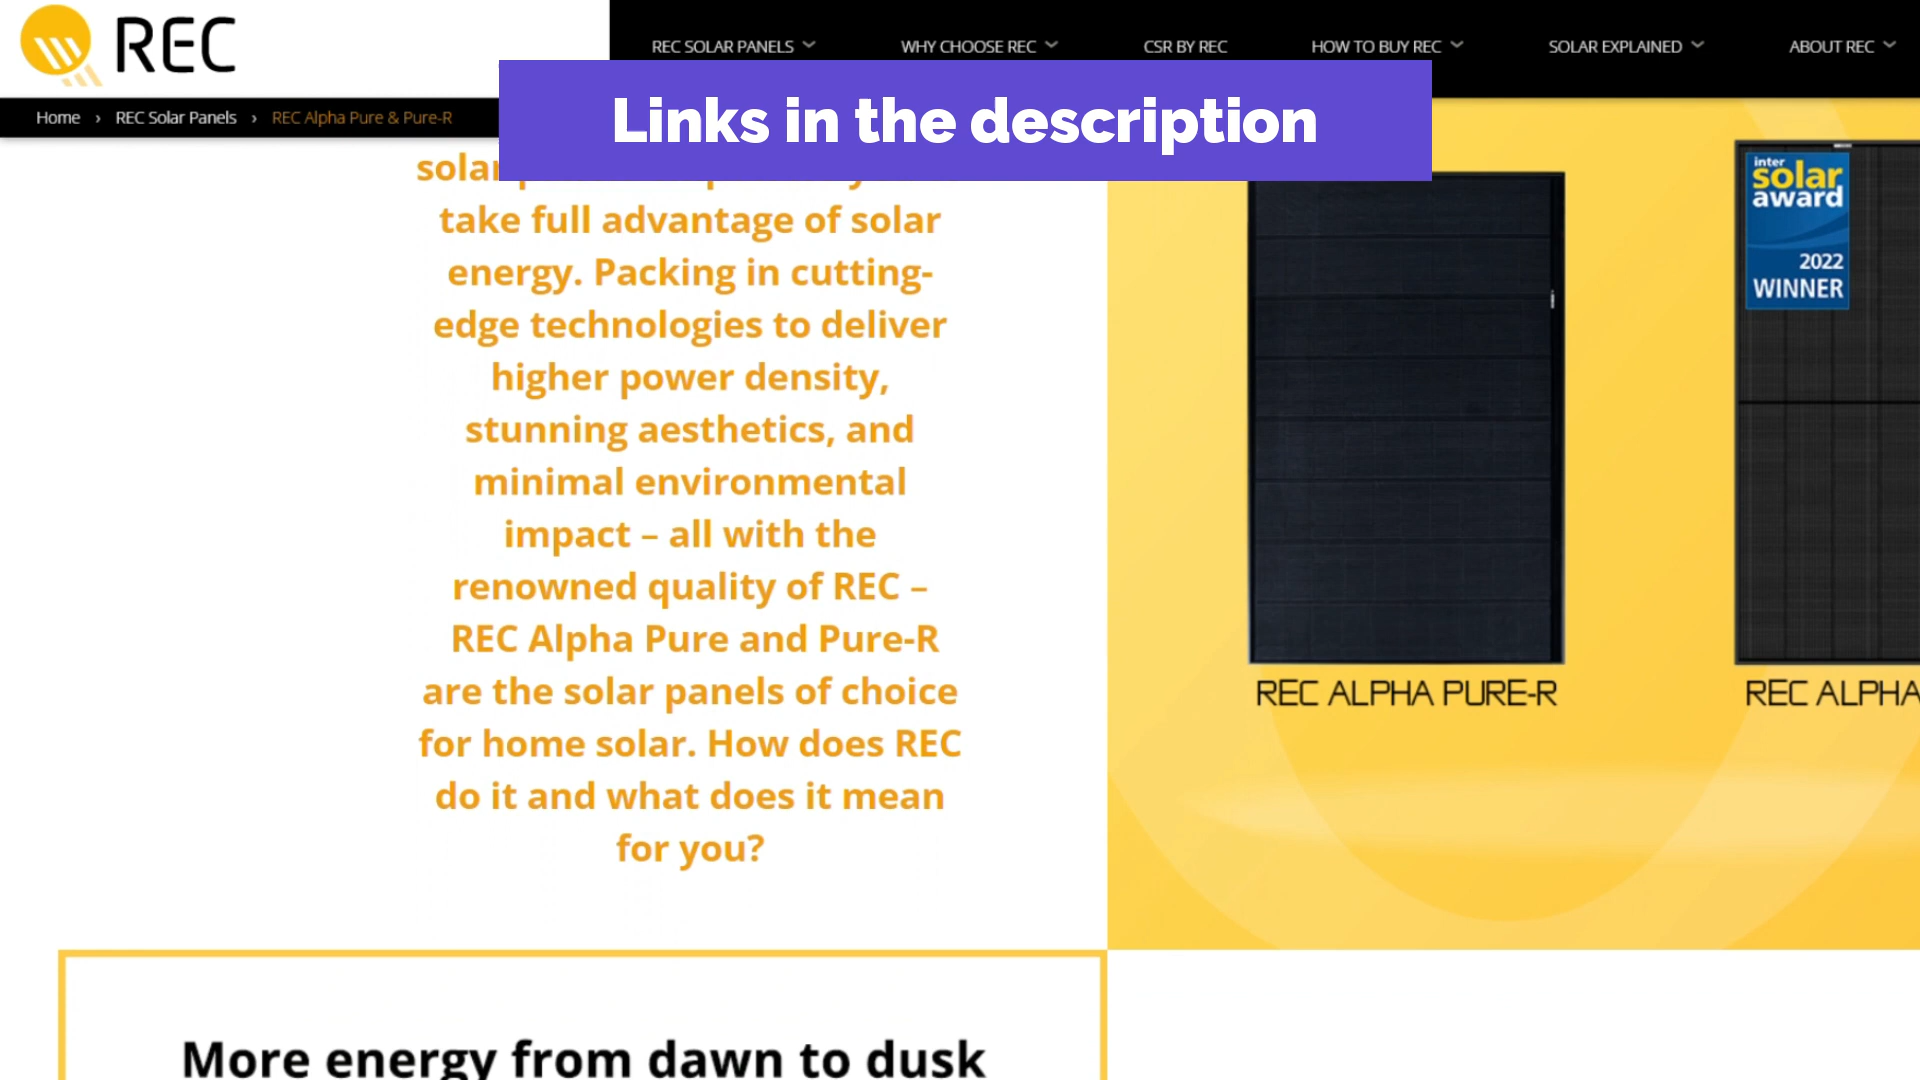 REC
REC SOLAR PANELS
WHY CHOOSE REC
CSR BY REC
HOW TO BUY REC
SOLAR EXPLAINED
ABOUT REC
Home › REC Solar Panels › REC Alpha Pure & Pure-R
Links in the description
solar
take full advantage of solar
energy. Packing in cutting-
edge technologies to deliver
higher power density,
stunning aesthetics, and
minimal environmental
impact – all with the
renowned quality of REC –
REC Alpha Pure and Pure-R
are the solar panels of choice
for home solar. How does REC
do it and what does it mean
for you?
inter
solar
award
2022
WINNER
REC ALPHA PURE-R
REC ALPHA
More energy from dawn to dusk